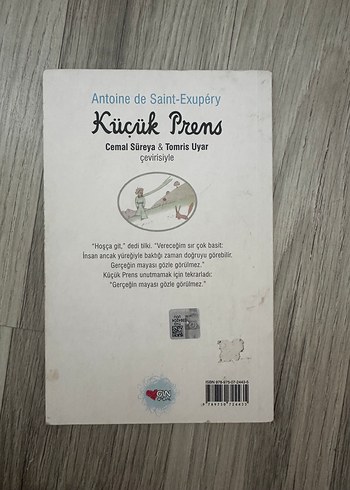 Antoine de Saint-Exupéry
Küçük Prens
Cemal Süreya & Tomris Uyar
çevirisiyle
"Hoşça git," dedi tilki. "Vereceğim sır çok basit:
İnsan ancak yüreğiyle baktığı zaman doğruyu görebilir.
Gerçeğin mayası gözle görülmez."
Küçük Prens unutmamak için tekrarladı:
"Gerçeğin mayası gözle görülmez."
CAN